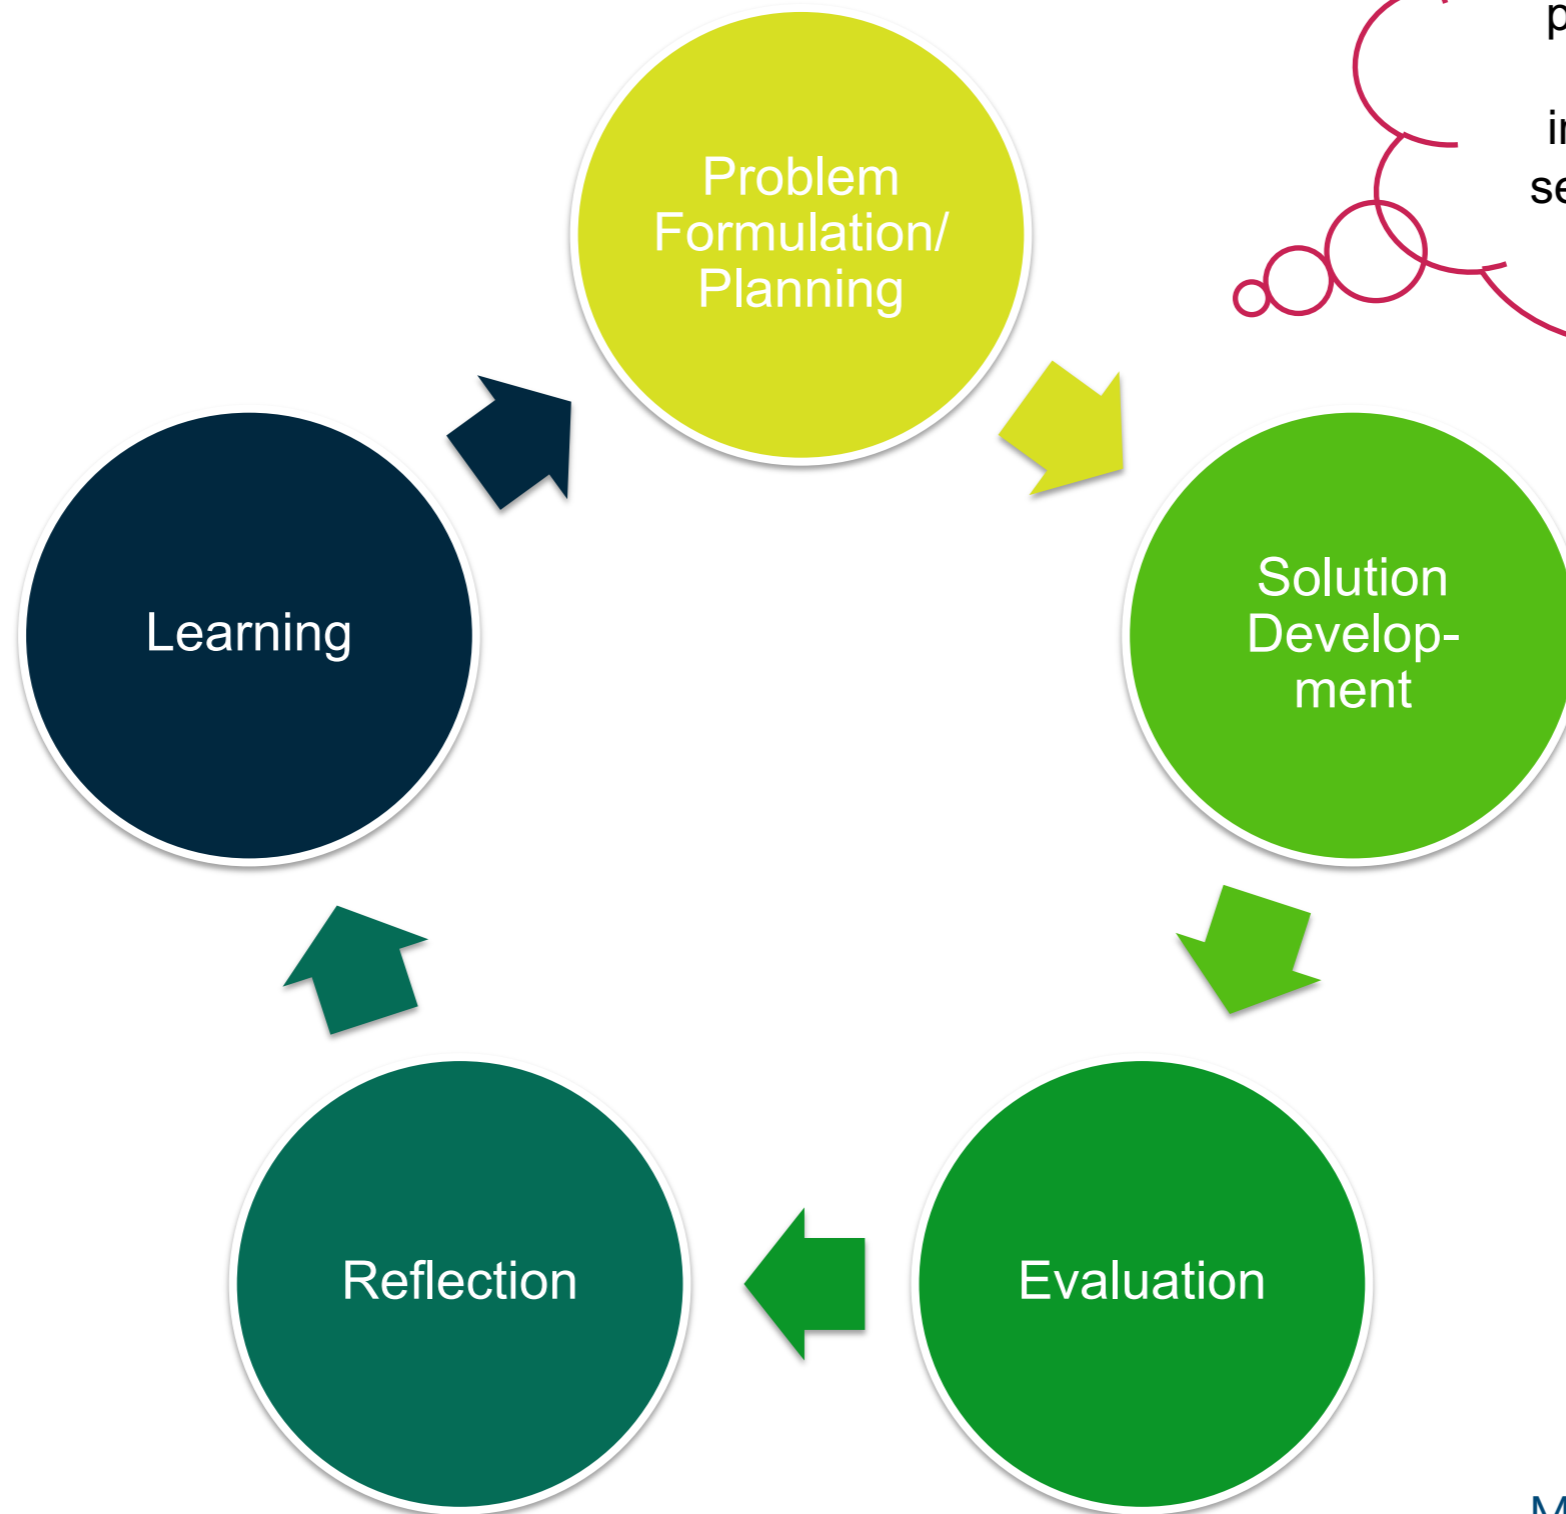 Problem
Formulation/
Planning
Solution
Develop-
ment
Learning
Reflection
Evaluation